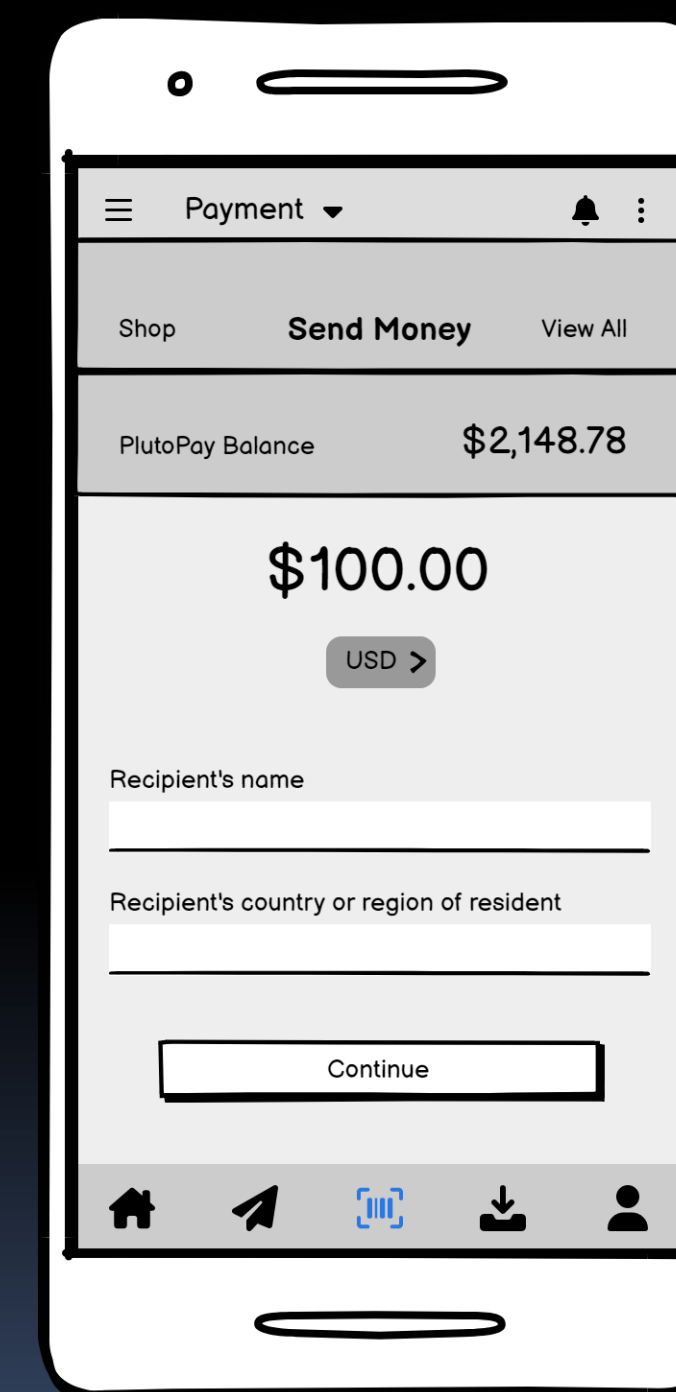 Payment
Shop Send Money View All
PlutoPay Balance $2,148.78
$100.00
USD >
Recipient's name
Recipient's country or region of resident
Continue